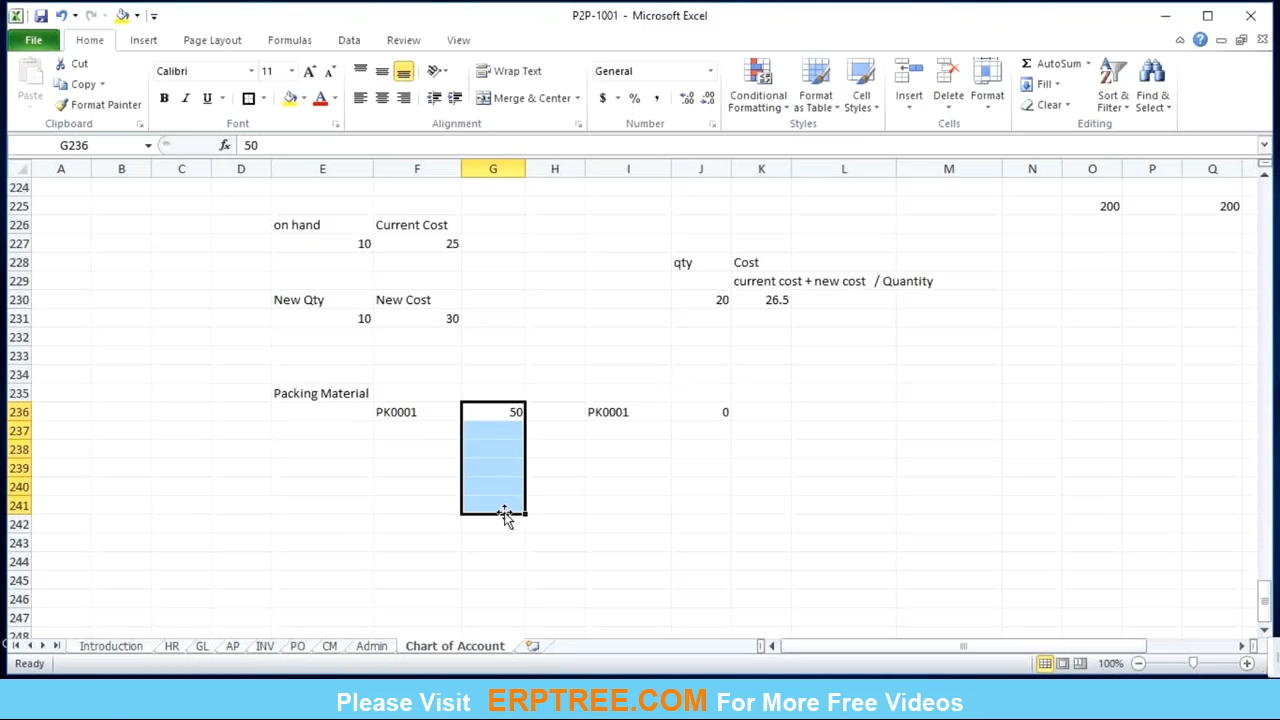 P2P-1001 - Microsoft Excel
File Home Insert Page Layout Formulas Data Review View
Paste
Cut
Copy
Format Painter
Clipboard
Calibri 11
B I U
Font
Wrap Text
Merge & Center
Alignment
General
$ % ,
Number
Conditional Formatting
Format as Table
Cell Styles
Styles
Insert
Delete
Format
Cells
Σ AutoSum
Fill
Clear
Sort & Filter
Find & Select
Editing
G236 fx 50
A B C D E F G H I J K L M N O P Q
224
225 200 200
226 on hand Current Cost
227 10 25
228 qty Cost
229 current cost + new cost / Quantity
230 New Qty New Cost 20 26.5
231 10 30
232
233
234
235 Packing Material
236 PK0001 50 PK0001 0
237
238
239
240
241
242
243
244
245
246
247
248
Introduction HR GL AP INV PO CM Admin Chart of Account
Ready 100%
Please Visit ERPTREE.COM For More Free Videos